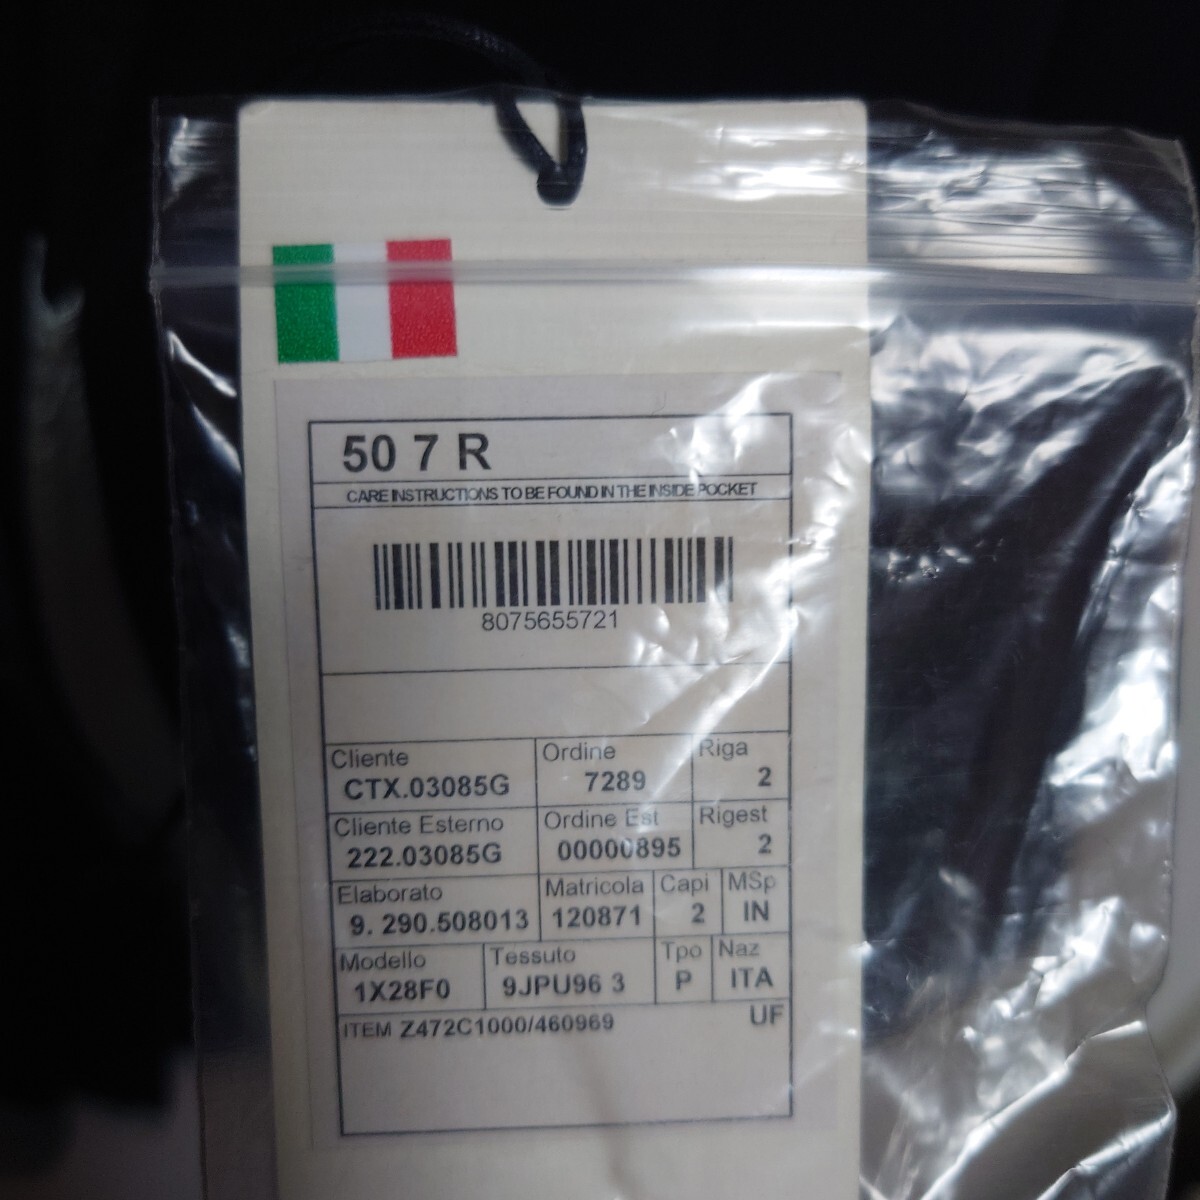 50 7 R
CARE INSTRUCTIONS TO BE FOUND IN THE INSIDE POCKET
8075655721
Cliente Ordine Riga
CTX.03085G 7289 2
Cliente Esterno Ordine Est Rigest
222.03085G 00000895 2
Elaborato Matricola Capi MSp
9. 290.508013 120871 2 IN
Modello Tessuto Tpo Naz
1X28F0 9JPU96 3 P ITA
ITEM Z472C1000/460969 UF